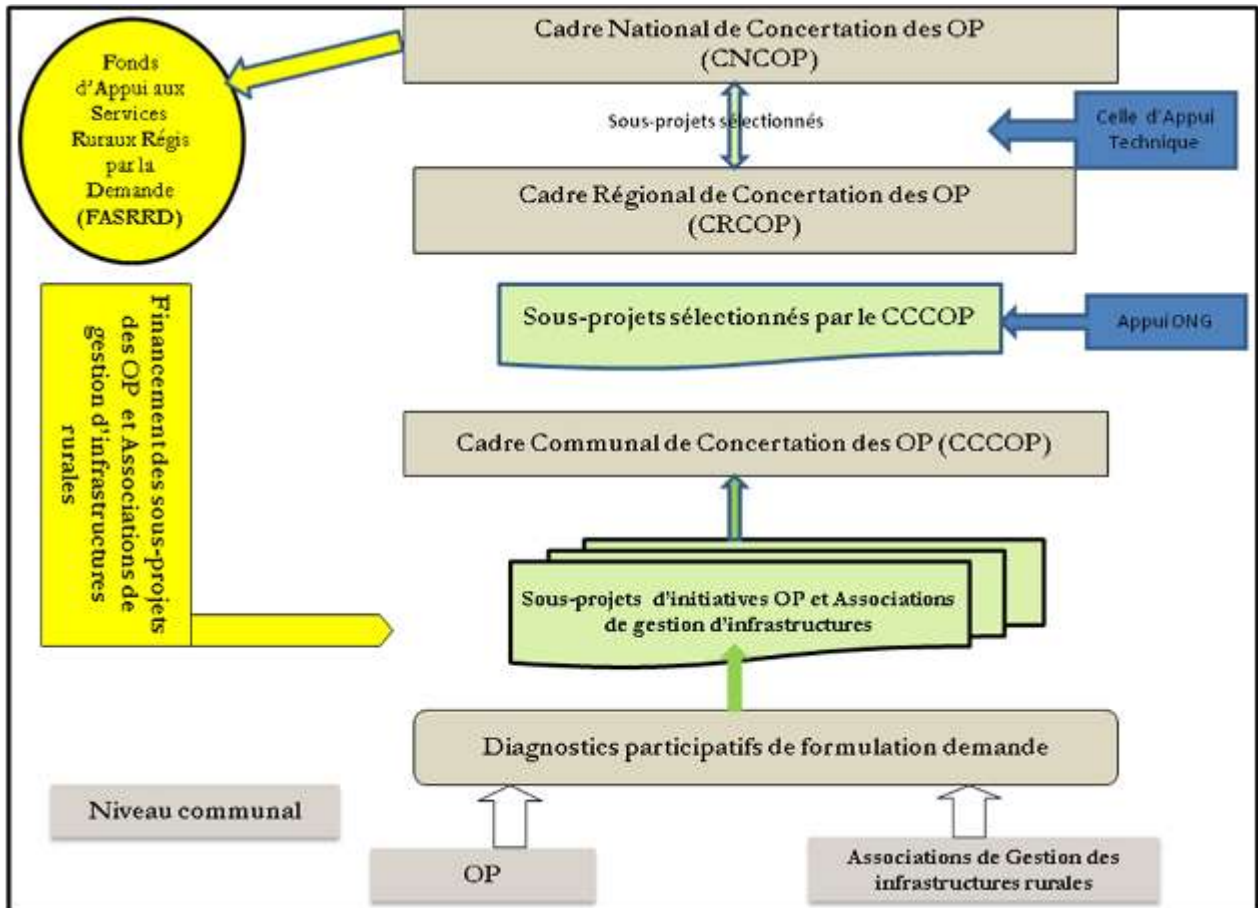 Cadre National de Concertation des OP
(CNCOP)
Fonds
d'Appui aux
Services
Ruraux Régis
par la
Demande
(FASRRD)
Sous-projets sélectionnés
Celle d'Appui
Technique
Cadre Régional de Concertation des OP
(CRCOP)
Sous-projets sélectionnés par le CCCOP
Appui ONG
Financement des sous-projets
des OP et Associations de
gestion d'infrastructures
rurales
Cadre Communal de Concertation des OP (CCCOP)
Sous-projets d'initiatives OP et Associations
de gestion d'infrastructures
Diagnostics participatifs de formulation demande
Niveau communal
OP
Associations de Gestion des
infrastructures rurales